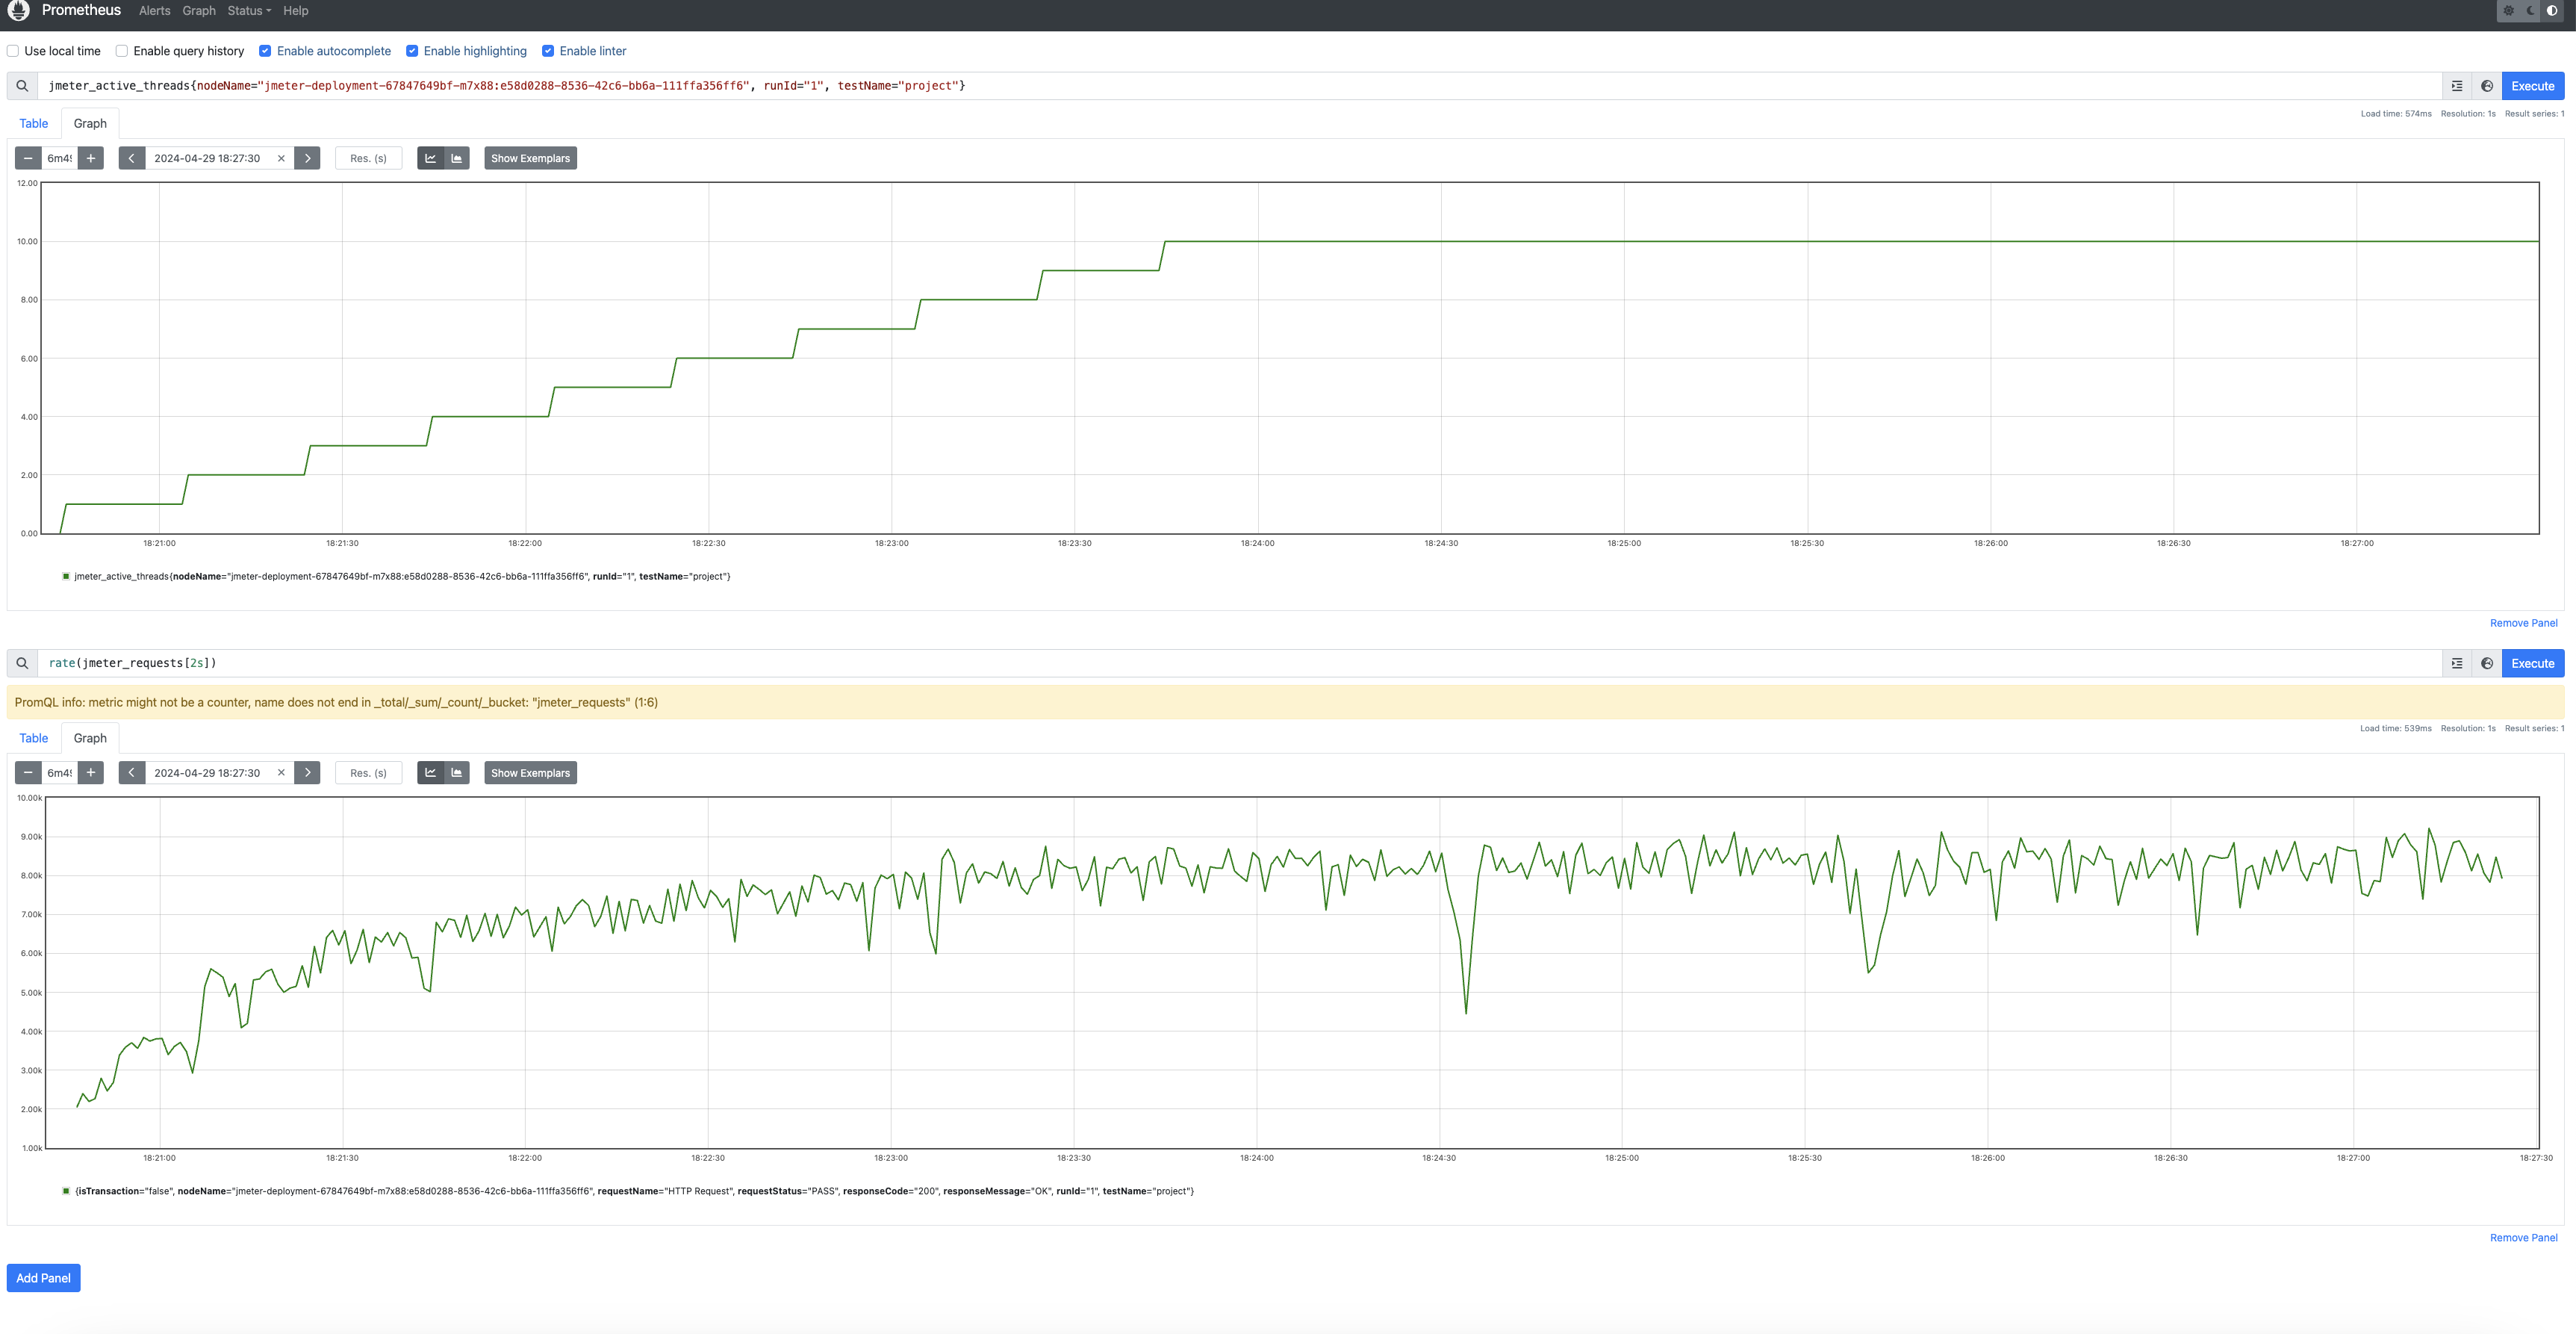 Prometheus Alerts Graph Status Help
Use local time Enable query history Enable autocomplete Enable highlighting Enable linter
jmeter_active_threads{nodeName="jmeter-deployment-67847649bf-m7x88:e58d0288-8536-42c6-bb6a-111ffa356ff6", runId="1", testName="project"} Execute
Table Graph Load time: 574ms Resolution: 1s Result series: 1
6m4 2024-04-29 18:27:30 Res. (s) Show Exemplars
12.00
10.00
8.00
6.00
4.00
2.00
0.00
18:21:00 18:21:30 18:22:00 18:22:30 18:23:00 18:23:30 18:24:00 18:24:30 18:25:00 18:25:30 18:26:00 18:26:30 18:27:00
jmeter_active_threads{nodeName="jmeter-deployment-67847649bf-m7x88:e58d0288-8536-42c6-bb6a-111ffa356ff6", runId="1", testName="project"}
Remove Panel
rate(jmeter_requests[2s]) Execute
PromQL info: metric might not be a counter, name does not end in _total/_sum/_count/_bucket: "jmeter_requests" (1:6)
Table Graph Load time: 539ms Resolution: 1s Result series: 1
6m4 2024-04-29 18:27:30 Res. (s) Show Exemplars
10.00k
9.00k
8.00k
7.00k
6.00k
5.00k
4.00k
3.00k
2.00k
1.00k
18:21:00 18:21:30 18:22:00 18:22:30 18:23:00 18:23:30 18:24:00 18:24:30 18:25:00 18:25:30 18:26:00 18:26:30 18:27:00 18:27:30
{isTransaction="false", nodeName="jmeter-deployment-67847649bf-m7x88:e58d0288-8536-42c6-bb6a-111ffa356ff6", requestName="HTTP Request", requestStatus="PASS", responseCode="200", responseMessage="OK", runId="1", testName="project"}
Remove Panel
Add Panel